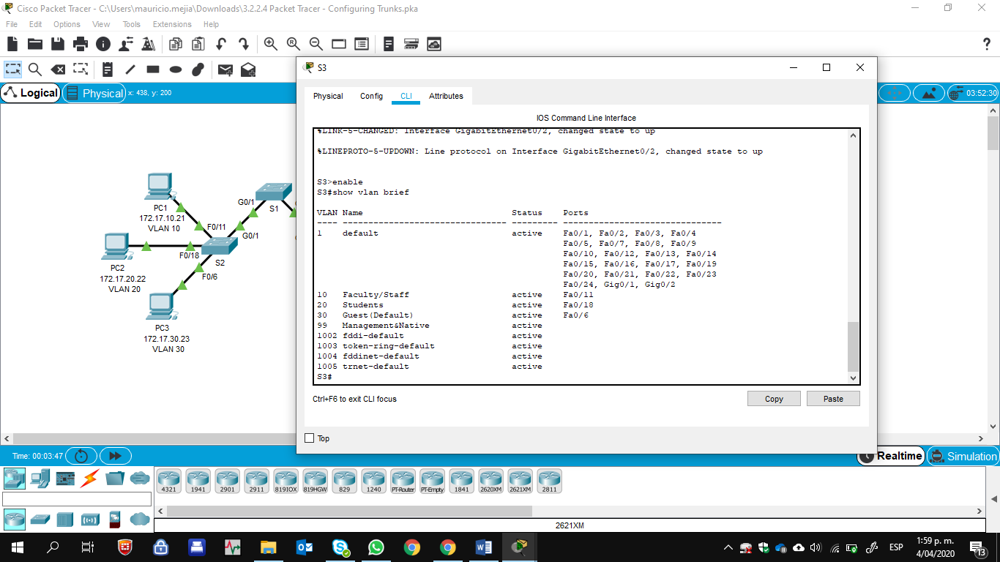 Cisco Packet Tracer - C:\Users\mauricio.mejia\Downloads\3.2.2.4 Packet Tracer - Configuring Trunks.pka
File Edit Options View Tools Extensions Help
Logical Physical x: 438, y: 200
03:52:30
PC1
172.17.10.21
VLAN 10
F0/11
G0/1
S1
G0/1
PC2
172.17.20.22
VLAN 20
F0/18
S2
F0/6
PC3
172.17.30.23
VLAN 30
S3
Physical Config CLI Attributes
IOS Command Line Interface
%LINK-5-CHANGED: Interface GigabitEthernet0/2, changed state to up
%LINEPROTO-5-UPDOWN: Line protocol on Interface GigabitEthernet0/2, changed state to up
S3>enable
S3#show vlan brief
VLAN Name Status Ports
---- -------------------------------- --------- -------------------------------
1 default active Fa0/1, Fa0/2, Fa0/3, Fa0/4
Fa0/5, Fa0/7, Fa0/8, Fa0/9
Fa0/10, Fa0/12, Fa0/13, Fa0/14
Fa0/15, Fa0/16, Fa0/17, Fa0/19
Fa0/20, Fa0/21, Fa0/22, Fa0/23
Fa0/24, Gig0/1, Gig0/2
10 Faculty/Staff active Fa0/11
20 Students active Fa0/18
30 Guest(Default) active Fa0/6
99 Management&Native active
1002 fddi-default active
1003 token-ring-default active
1004 fddinet-default active
1005 trnet-default active
S3#
Ctrl+F6 to exit CLI focus
Copy Paste
Top
Time: 00:03:47
Realtime Simulation
4321 1941 2901 2911 819IOX 819HGW 829 1240 PT-Router PT-Empty 1841 2620XM 2621XM 2811
2621XM
ESP
1:59 p. m.
4/04/2020
13